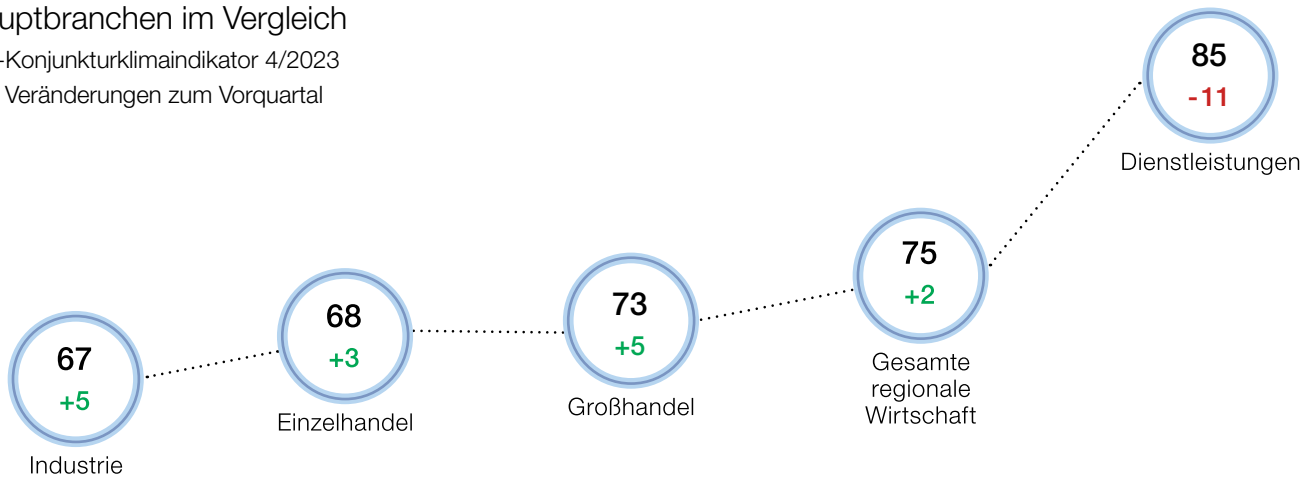 uptbranchen im Vergleich
-Konjunkturklimaindikator 4/2023
Veränderungen zum Vorquartal
67
+5
Industrie
68
+3
Einzelhandel
73
+5
Großhandel
75
+2
Gesamte
regionale
Wirtschaft
85
-11
Dienstleistungen